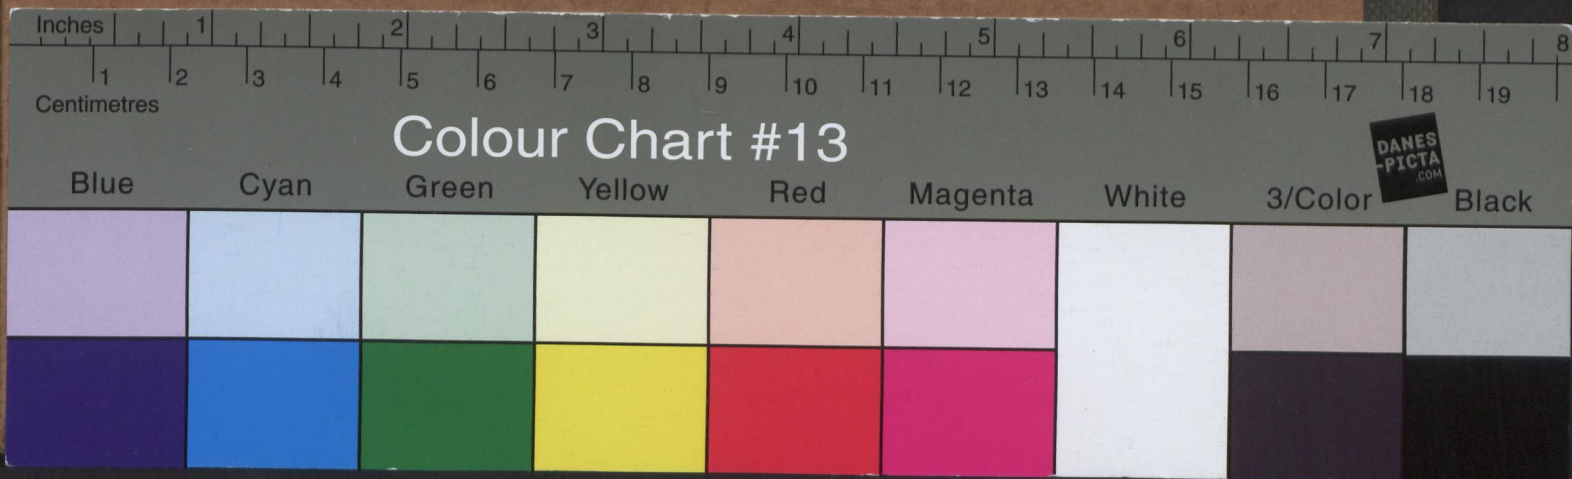 Inches 1 2 3 4 5 6 7 8
1 2 3 4 5 6 7 8 9 10 11 12 13 14 15 16 17 18 19
Centimetres
Colour Chart #13
DANES
-PICTA
.COM
Blue Cyan Green Yellow Red Magenta White 3/Color Black